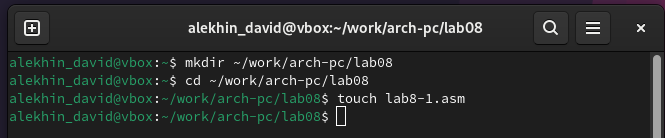 alekhin_david@vbox:~/work/arch-pc/lab08
alekhin_david@vbox:~$ mkdir ~/work/arch-pc/lab08
alekhin_david@vbox:~$ cd ~/work/arch-pc/lab08
alekhin_david@vbox:~/work/arch-pc/lab08$ touch lab8-1.asm
alekhin_david@vbox:~/work/arch-pc/lab08$